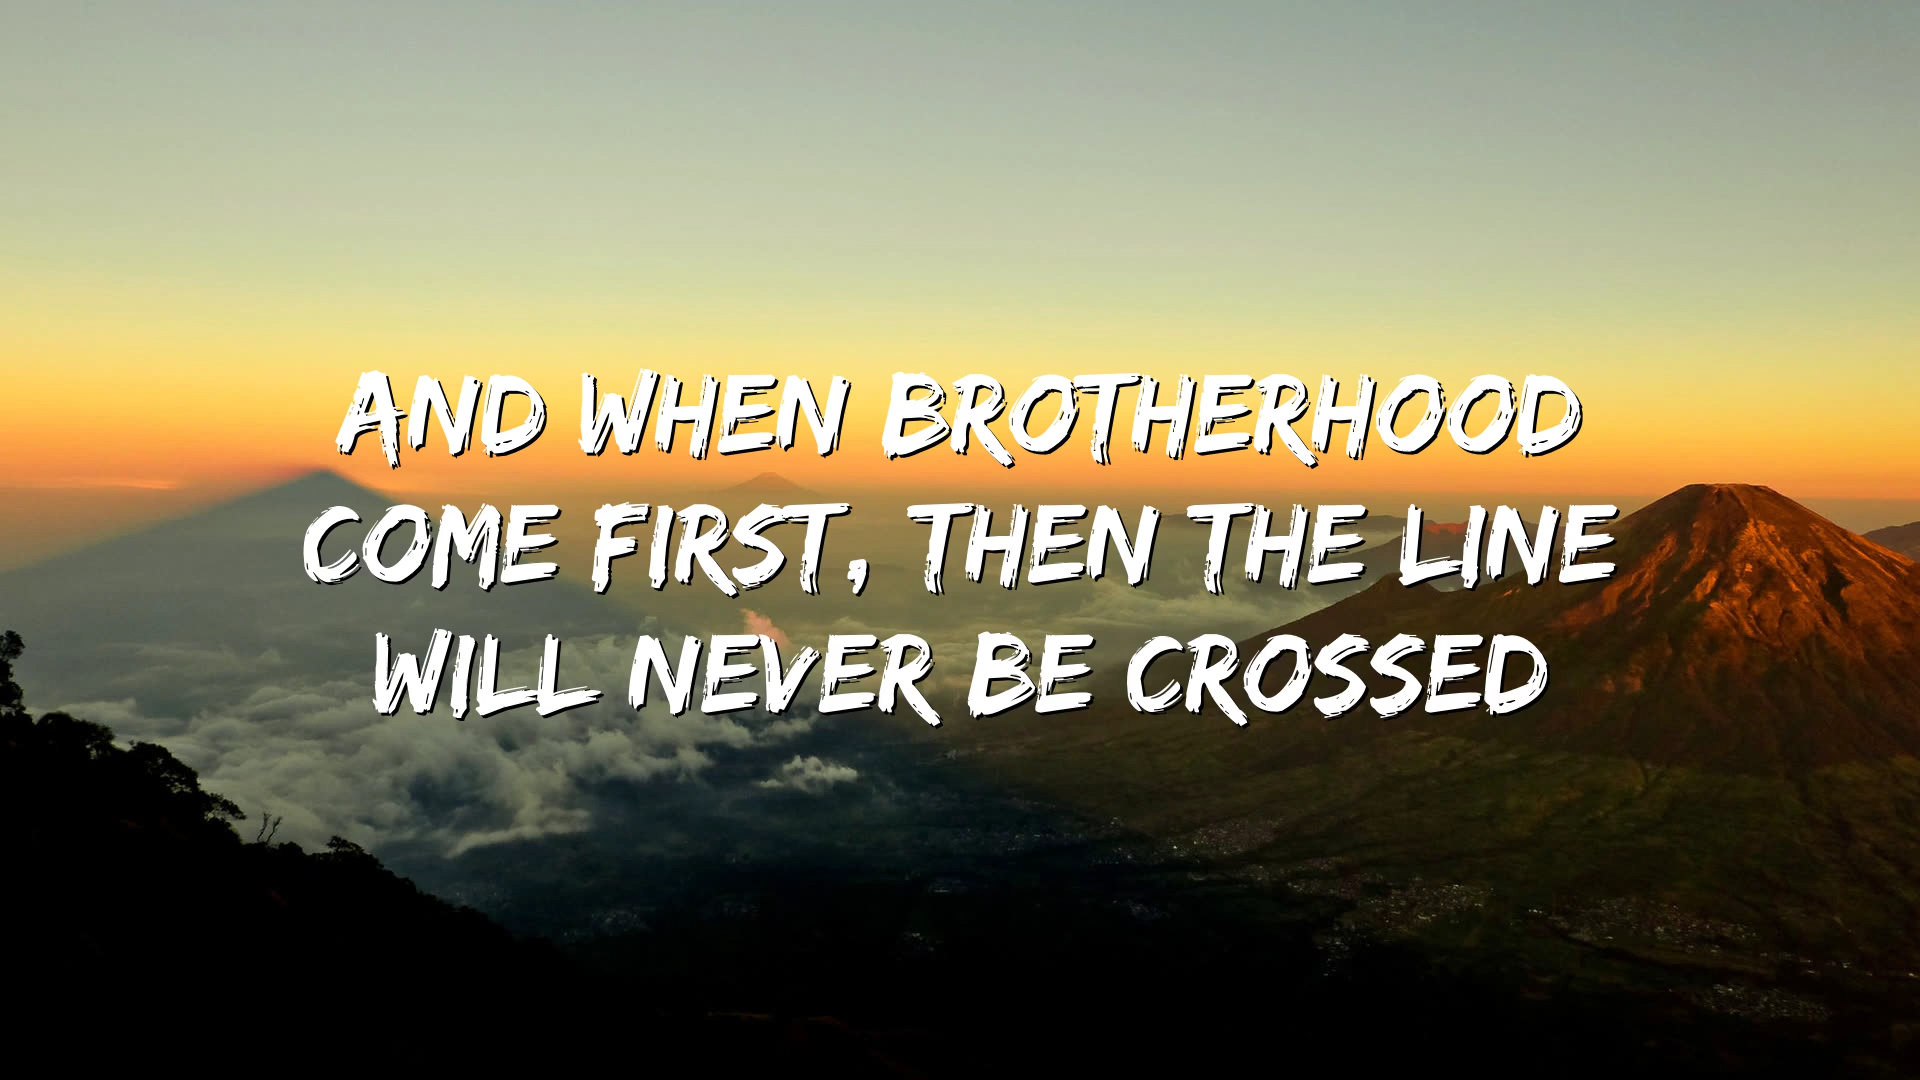 AND WHEN BROTHERHOOD
COME FIRST, THEN THE LINE
WILL NEVER BE CROSSED